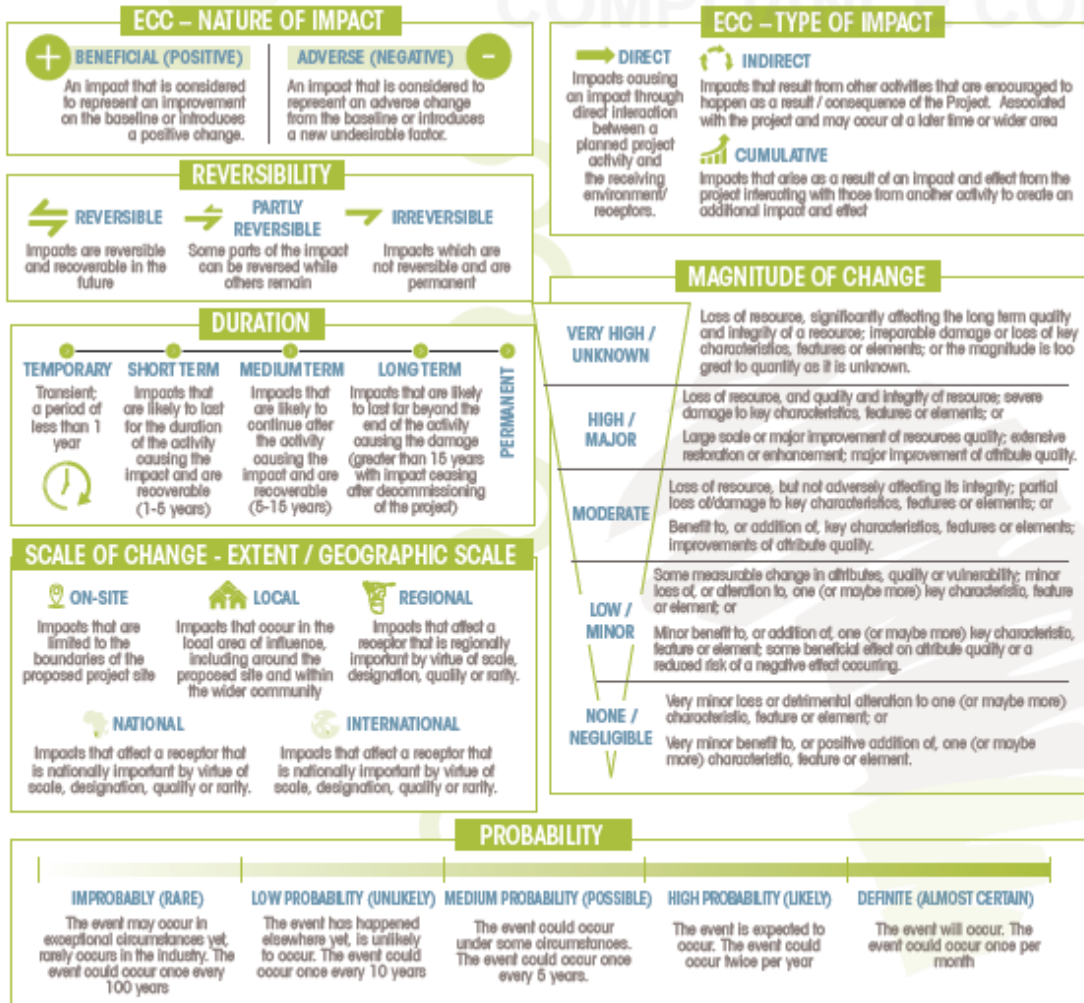 COMPETENCY CO
ECC – NATURE OF IMPACT
BENEFICIAL (POSITIVE)
An impact that is considered
to represent an improvement
on the baseline or introduces
a positive change.
ADVERSE (NEGATIVE)
An impact that is considered to
represent an adverse change
from the baseline or introduces
a new undesirable factor.
ECC – TYPE OF IMPACT
DIRECT
Impacts causing
an impact through
direct interaction
between a
planned project
activity and
the receiving
environment/
receptors.
INDIRECT
Impacts that result from other activities that are encouraged to
happen as a result / consequence of the Project. Associated
with the project and may occur at a later time or wider area
CUMULATIVE
Impacts that arise as a result of an impact and effect from the
project interacting with those from another activity to create an
additional impact and effect
REVERSIBILITY
REVERSIBLE
Impacts are reversible
and recoverable in the
future
PARTLY
REVERSIBLE
Some parts of the impact
can be reversed while
others remain
IRREVERSIBLE
Impacts which are
not reversible and are
permanent
DURATION
TEMPORARY
Transient;
a period of
less than 1
year
SHORT TERM
Impacts that
are likely to last
for the duration
of the activity
causing the
impact and are
recoverable
(1-5 years)
MEDIUM TERM
Impacts that
are likely to
continue after
the activity
causing the
impact and are
recoverable
(5-15 years)
LONG TERM
Impacts that are likely
to last far beyond the
end of the activity
causing the damage
(greater than 15 years
with impact ceasing
after decommissioning
of the project)
PERMANENT
MAGNITUDE OF CHANGE
VERY HIGH /
UNKNOWN
Loss of resource, significantly affecting the long term quality
and integrity of a resource; irreparable damage or loss of key
characteristics, features or elements; or the magnitude is too
great to quantify as it is unknown.
HIGH /
MAJOR
Loss of resource, and quality and integrity of resource; severe
damage to key characteristics, features or elements; or
Large scale or major improvement of resources quality; extensive
restoration or enhancement; major improvement of attribute quality.
MODERATE
Loss of resource, but not adversely affecting its integrity; partial
loss of/damage to key characteristics, features or elements; or
Benefit to, or addition of, key characteristics, features or elements;
improvements of attribute quality.
LOW /
MINOR
Some measurable change in attributes, quality or vulnerability; minor
loss of, or alteration to, one (or maybe more) key characteristic, feature
or element; or
Minor benefit to, or addition of, one (or maybe more) key characteristic,
feature or element; some beneficial effect on attribute quality or a
reduced risk of a negative effect occurring.
NONE /
NEGLIGIBLE
Very minor loss or detrimental alteration to one (or maybe more)
characteristic, feature or element; or
Very minor benefit to, or positive addition of, one (or maybe
more) characteristic, feature or element.
SCALE OF CHANGE - EXTENT / GEOGRAPHIC SCALE
ON-SITE
Impacts that are
limited to the
boundaries of the
proposed project site
LOCAL
Impacts that occur in the
local area of influence,
including around the
proposed site and within
the wider community
REGIONAL
Impacts that affect a
receptor that is regionally
important by virtue of scale,
designation, quality or rarity.
NATIONAL
Impacts that affect a receptor that
is nationally important by virtue of
scale, designation, quality or rarity.
INTERNATIONAL
Impacts that affect a receptor that
is nationally important by virtue of
scale, designation, quality or rarity.
PROBABILITY
IMPROBABLY (RARE)
The event may occur in
exceptional circumstances yet,
rarely occurs in the industry. The
event could occur once every
100 years
LOW PROBABILITY (UNLIKELY)
The event has happened
elsewhere yet, is unlikely
to occur. The event could
occur once every 10 years
MEDIUM PROBABILITY (POSSIBLE)
The event could occur
under some circumstances.
The event could occur once
every 5 years.
HIGH PROBABILITY (LIKELY)
The event is expected to
occur. The event could
occur twice per year
DEFINITE (ALMOST CERTAIN)
The event will occur. The
event could occur once per
month